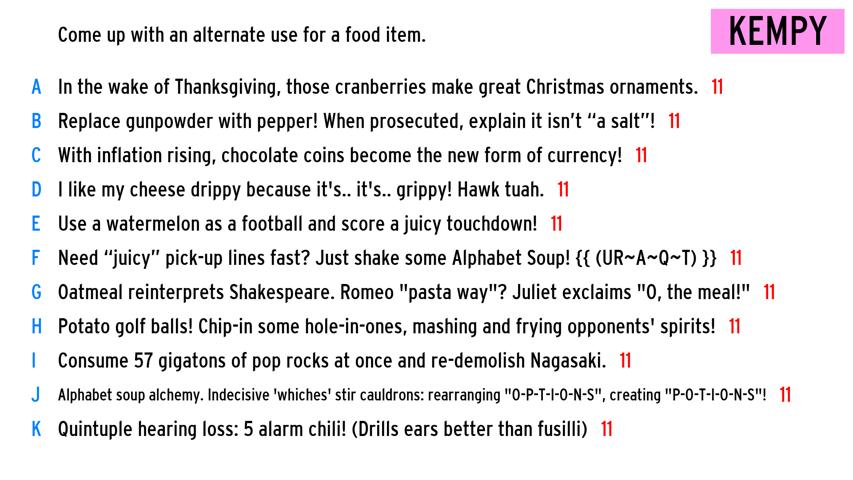 Come up with an alternate use for a food item.
KEMPY
A In the wake of Thanksgiving, those cranberries make great Christmas ornaments. 11
B Replace gunpowder with pepper! When prosecuted, explain it isn't “a salt”! 11
C With inflation rising, chocolate coins become the new form of currency! 11
D I like my cheese drippy because it's.. it's.. grippy! Hawk tuah. 11
E Use a watermelon as a football and score a juicy touchdown! 11
F Need “juicy” pick-up lines fast? Just shake some Alphabet Soup! {{ (UR~A~Q~T) }} 11
G Oatmeal reinterprets Shakespeare. Romeo "pasta way"? Juliet exclaims "O, the meal!" 11
H Potato golf balls! Chip-in some hole-in-ones, mashing and frying opponents' spirits! 11
I Consume 57 gigatons of pop rocks at once and re-demolish Nagasaki. 11
J Alphabet soup alchemy. Indecisive 'whiches' stir cauldrons: rearranging "O-P-T-I-O-N-S", creating "P-O-T-I-O-N-S"! 11
K Quintuple hearing loss: 5 alarm chili! (Drills ears better than fusilli) 11